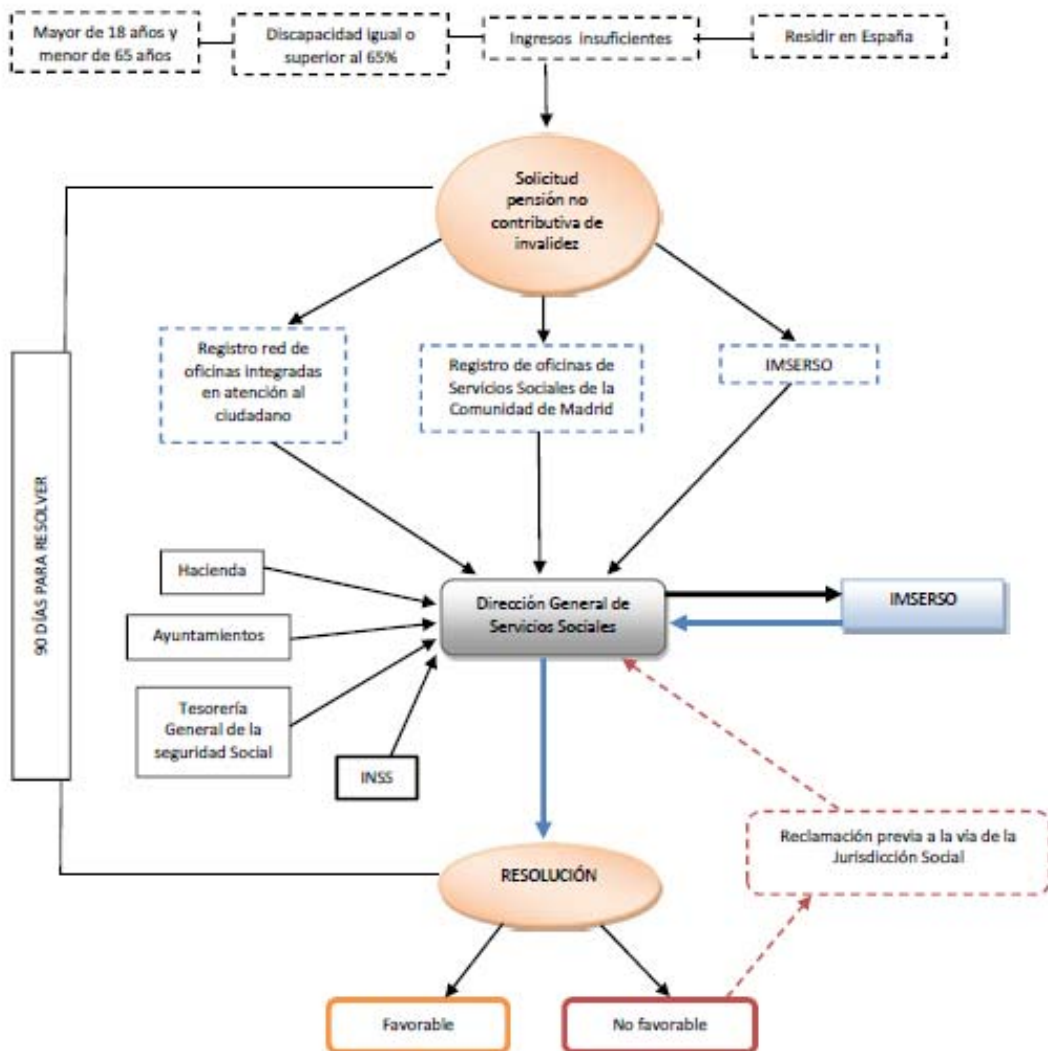 Mayor de 18 años y
menor de 65 años
Discapacidad igual o
superior al 65%
Ingresos insuficientes
Residir en España
Solicitud
pensión no
contributiva de
invalidez
Registro red de
oficinas integradas
en atención al
ciudadano
Registro de oficinas de
Servicios Sociales de la
Comunidad de Madrid
IMSERSO
90 DÍAS PARA RESOLVER
Hacienda
Ayuntamientos
Tesorería
General de la
seguridad Social
INSS
Dirección General de
Servicios Sociales
IMSERSO
Reclamación previa a la vía de la
Jurisdicción Social
RESOLUCIÓN
Favorable
No favorable